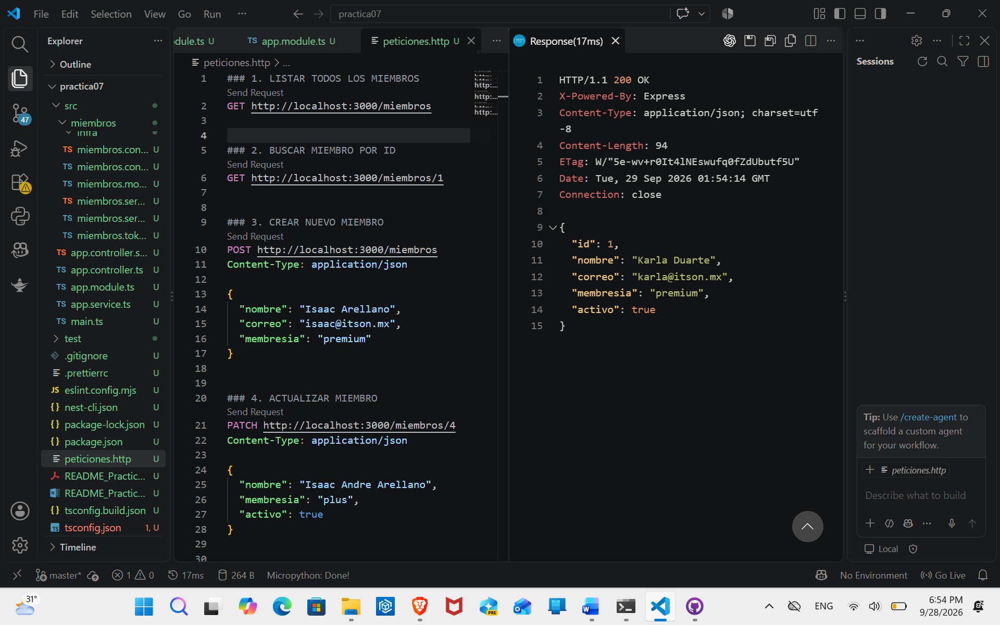 File Edit Selection View Go Run ··· practica07
Explorer ···
Outline
practica07
src
miembros
infra
TS miembros.con... U
TS miembros.con... U
TS miembros.mo... U
TS miembros.ser... U
TS miembros.ser... U
TS miembros.tok... U
TS app.controller.s... U
TS app.controller.ts U
TS app.module.ts U
TS app.service.ts U
TS main.ts U
test
.gitignore U
.prettierrc U
JS eslint.config.mjs U
{} nest-cli.json U
{} package-lock.json U
{} package.json U
peticiones.http U
README_Practic... U
README_Practic... U
{} tsconfig.build.json U
TS tsconfig.json 1, U
Timeline
47
dule.ts U TS app.module.ts U peticiones.http U ···
peticiones.http > ...
1 ### 1. LISTAR TODOS LOS MIEMBROS
Send Request
2 GET http://localhost:3000/miembros
3
4
5 ### 2. BUSCAR MIEMBRO POR ID
Send Request
6 GET http://localhost:3000/miembros/1
7
8
9 ### 3. CREAR NUEVO MIEMBRO
Send Request
10 POST http://localhost:3000/miembros
11 Content-Type: application/json
12
13 {
14 "nombre": "Isaac Arellano",
15 "correo": "isaac@itson.mx",
16 "membresia": "premium"
17 }
18
19
20 ### 4. ACTUALIZAR MIEMBRO
Send Request
21 PATCH http://localhost:3000/miembros/4
22 Content-Type: application/json
23
24 {
25 "nombre": "Isaac Andre Arellano",
26 "membresia": "plus",
27 "activo": true
28 }
29
30
http:...
http:...
http:...
Response(17ms)
1 HTTP/1.1 200 OK
2 X-Powered-By: Express
3 Content-Type: application/json; charset=utf
-8
4 Content-Length: 94
5 ETag: W/"5e-wv+r0It4lNEswufq0fZdUbutf5U"
6 Date: Tue, 29 Sep 2026 01:54:14 GMT
7 Connection: close
8
9 {
10 "id": 1,
11 "nombre": "Karla Duarte",
12 "correo": "karla@itson.mx",
13 "membresia": "premium",
14 "activo": true
15 }
Sessions
Tip: Use /create-agent to
scaffold a custom agent
for your workflow.
peticiones.http
Describe what to build
Local
master* 1 0 17ms 264 B Micropython: Done! No Environment Go Live
31° PRE ENG 6:54 PM
9/28/2026